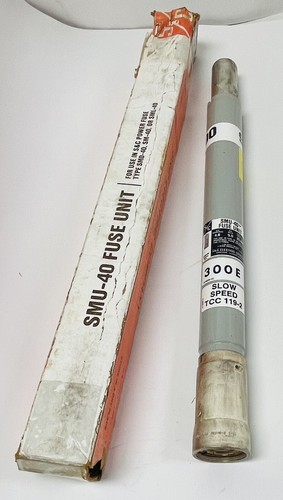 SMU-40 FUSE UNIT
FOR USE IN S&C POWER FUSE
TYPE SMD-40, SM-40, OR SML-40
SMU-40
FUSE UNIT
300E
SLOW
SPEED
TCC 119-2